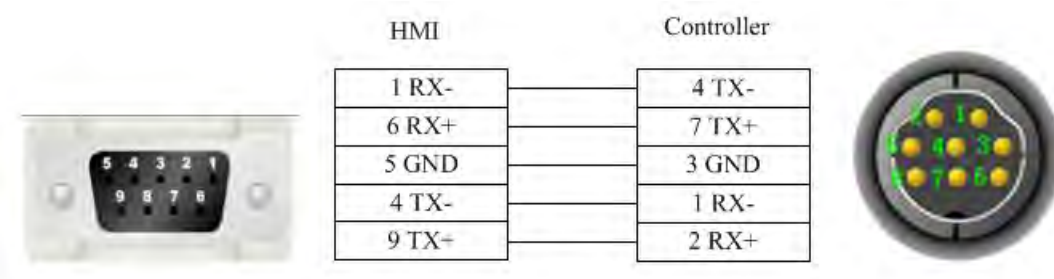 HMI
Controller
1 RX- 4 TX-
6 RX+ 7 TX+
5 GND 3 GND
4 TX- 1 RX-
9 TX+ 2 RX+
5 4 3 2 1
9 8 7 6
2 1
4 3
8 7 6